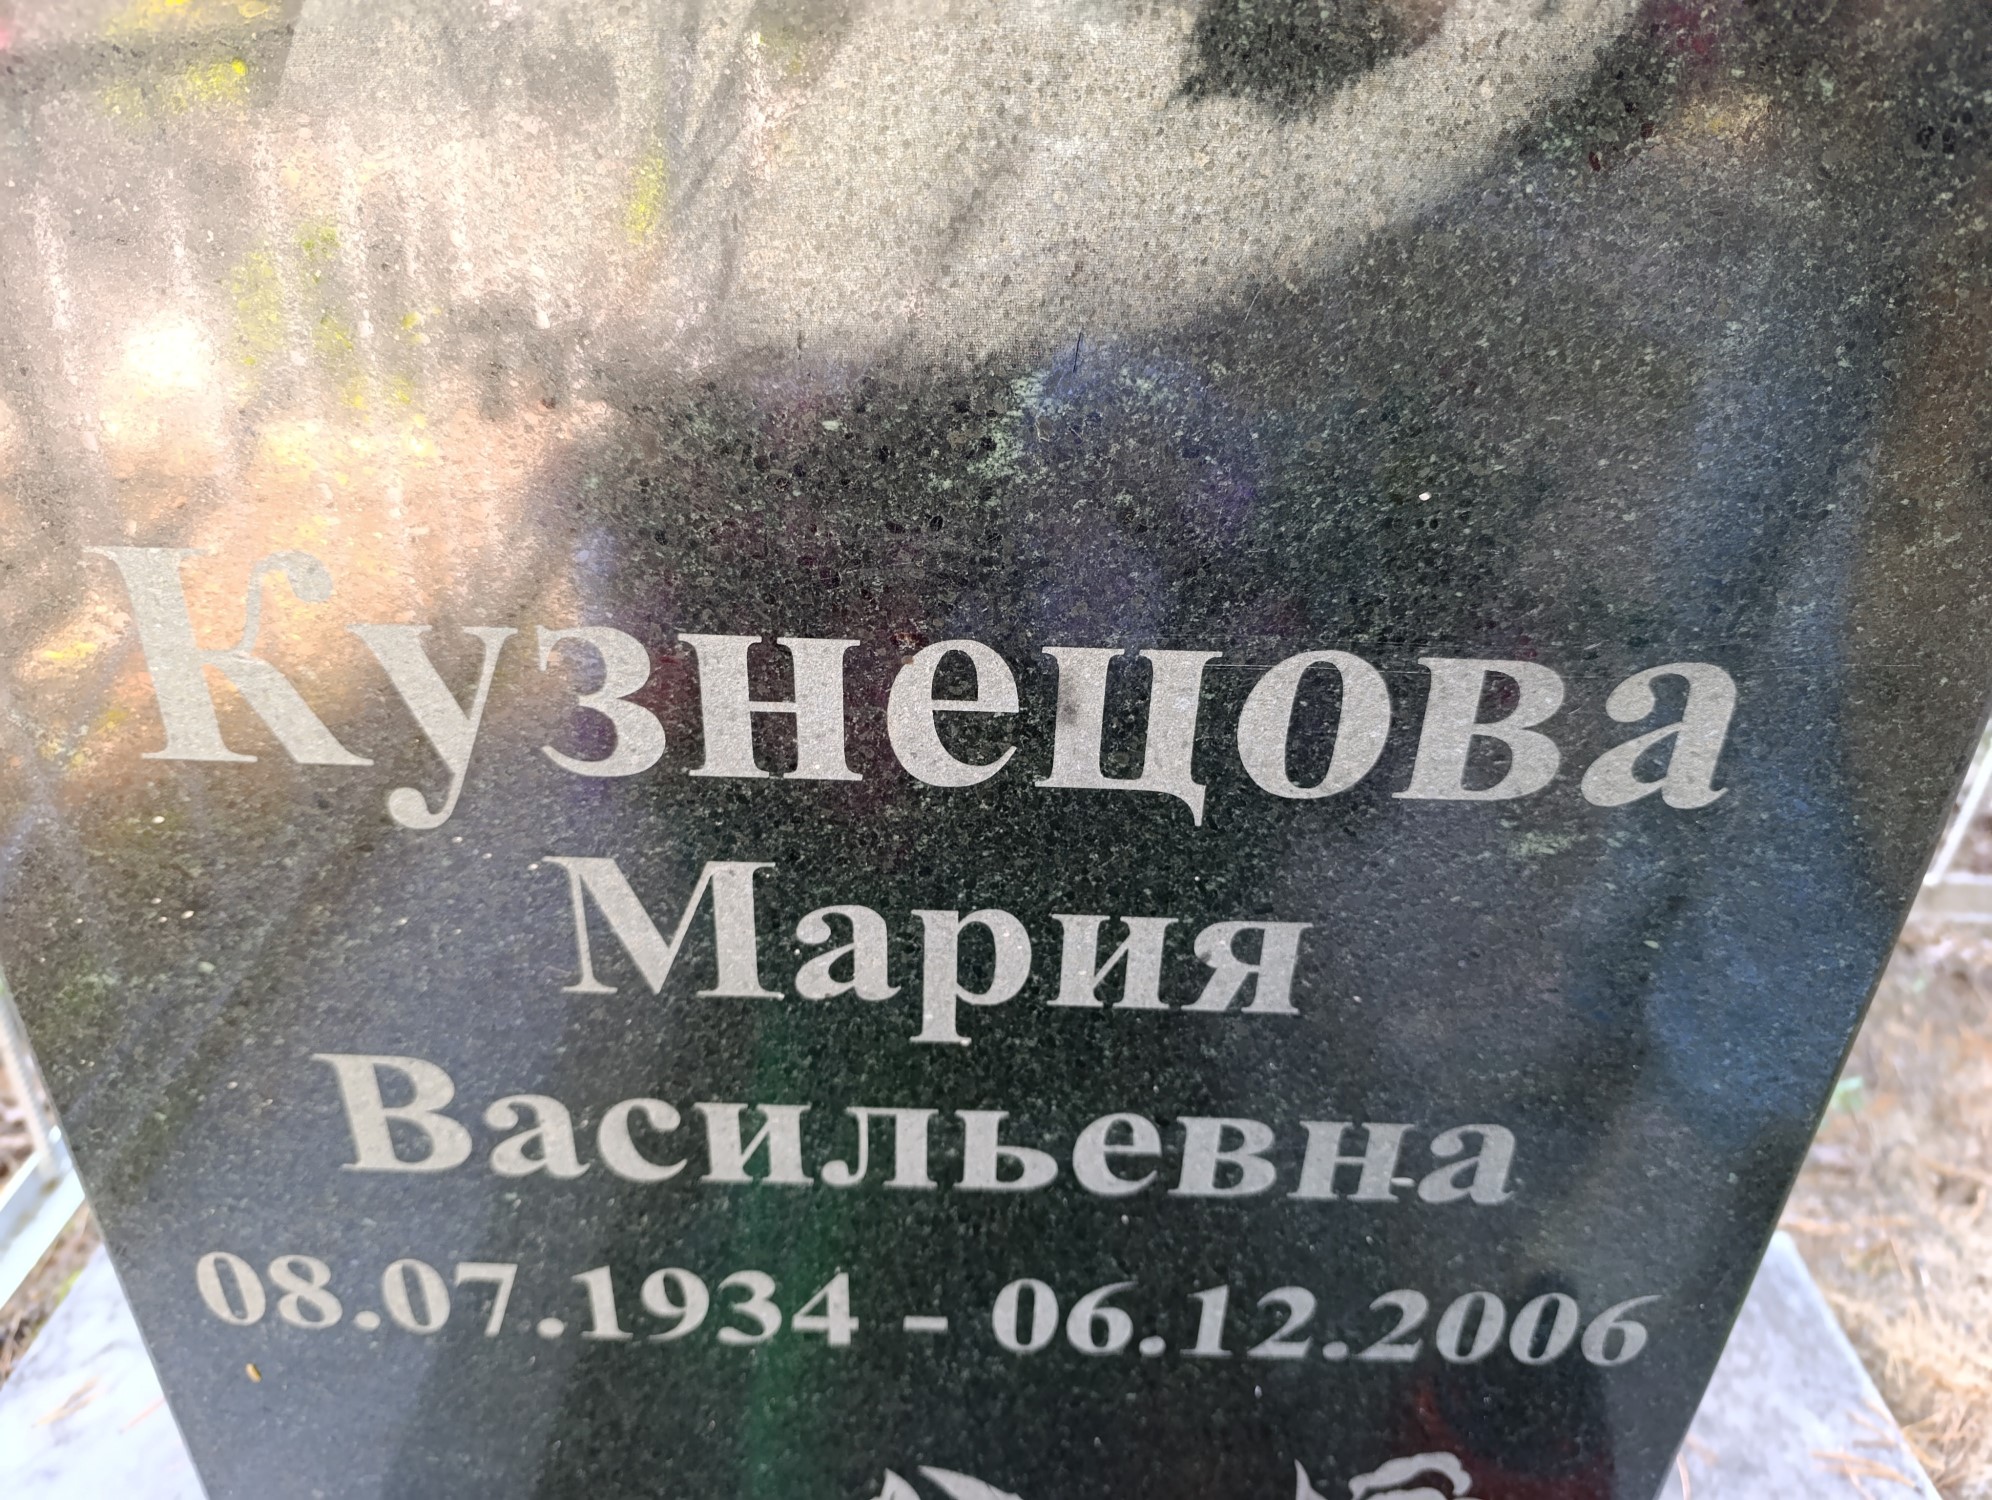 Кузнецова
Мария
Васильевна
08.07.1934 - 06.12.2006